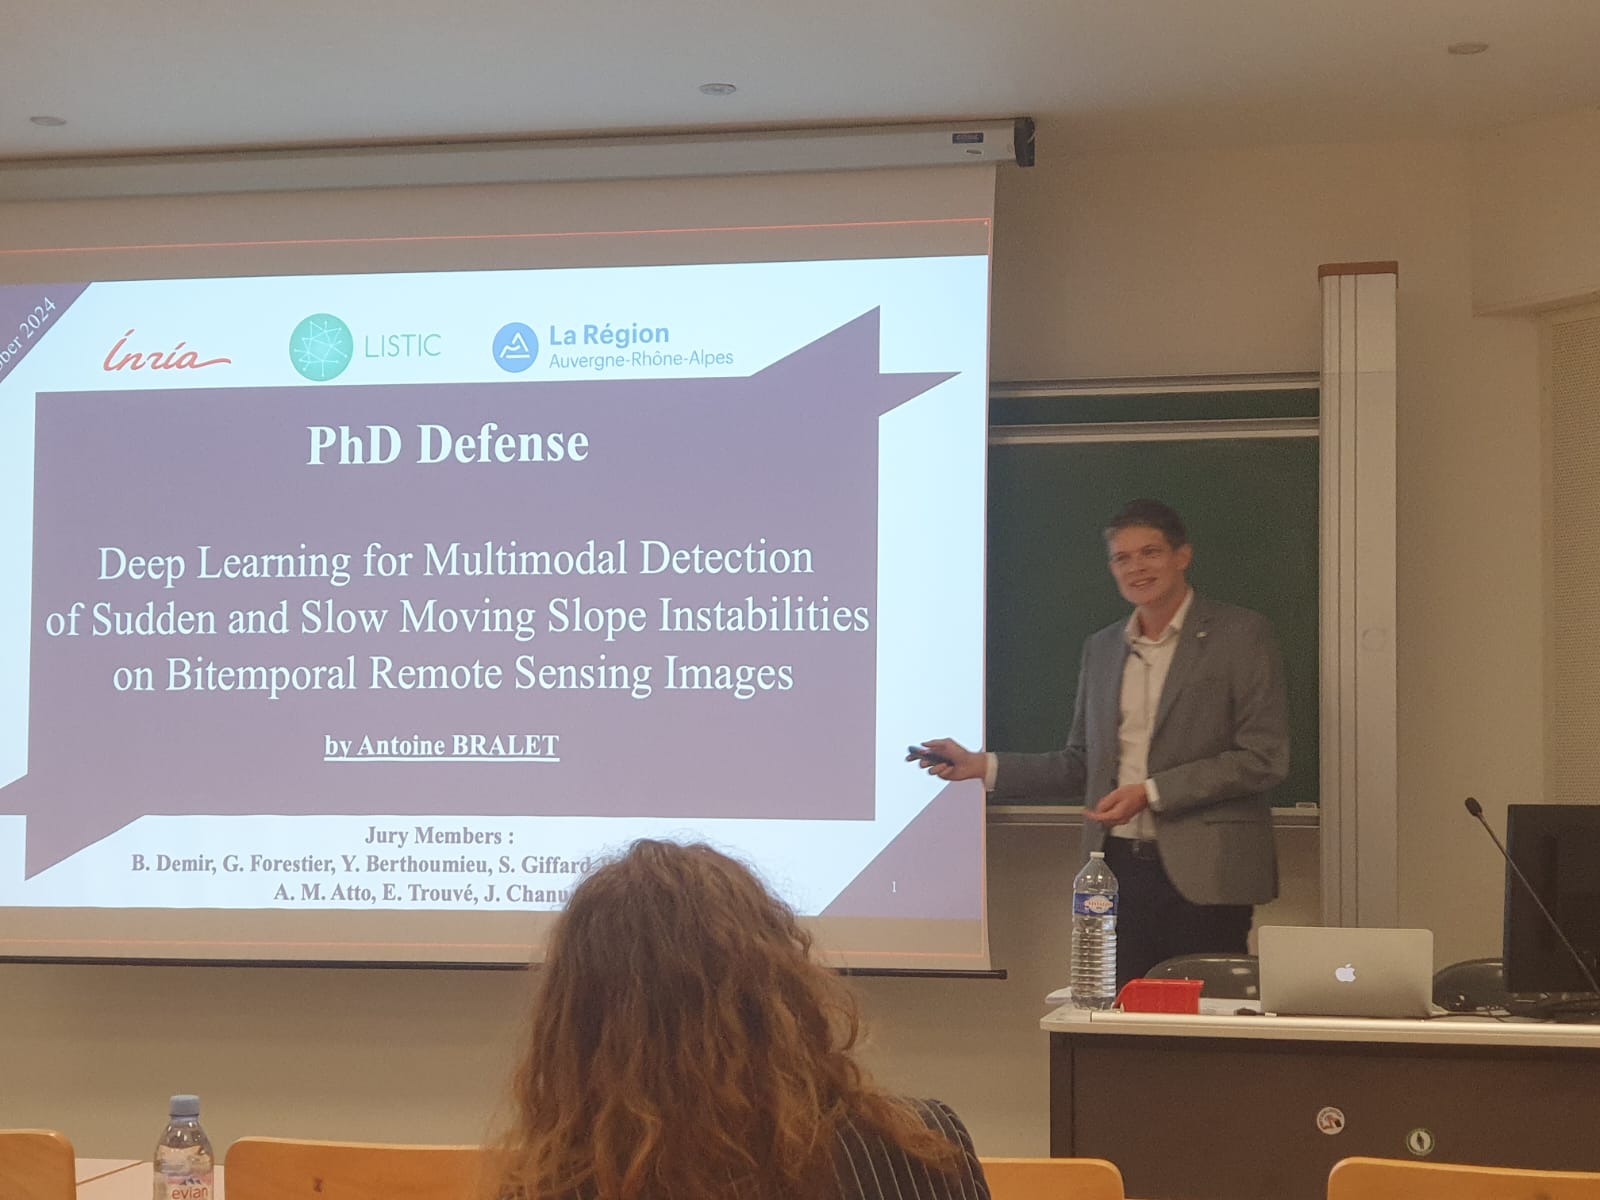 2024
Inria
LISTIC
La Région
Auvergne-Rhône-Alpes
PhD Defense
Deep Learning for Multimodal Detection
of Sudden and Slow Moving Slope Instabilities
on Bitemporal Remote Sensing Images
by Antoine BRALET
Jury Members :
B. Demir, G. Forestier, Y. Berthoumieu, S. Giffard
A. M. Atto, E. Trouvé, J. Chanu
1
evian